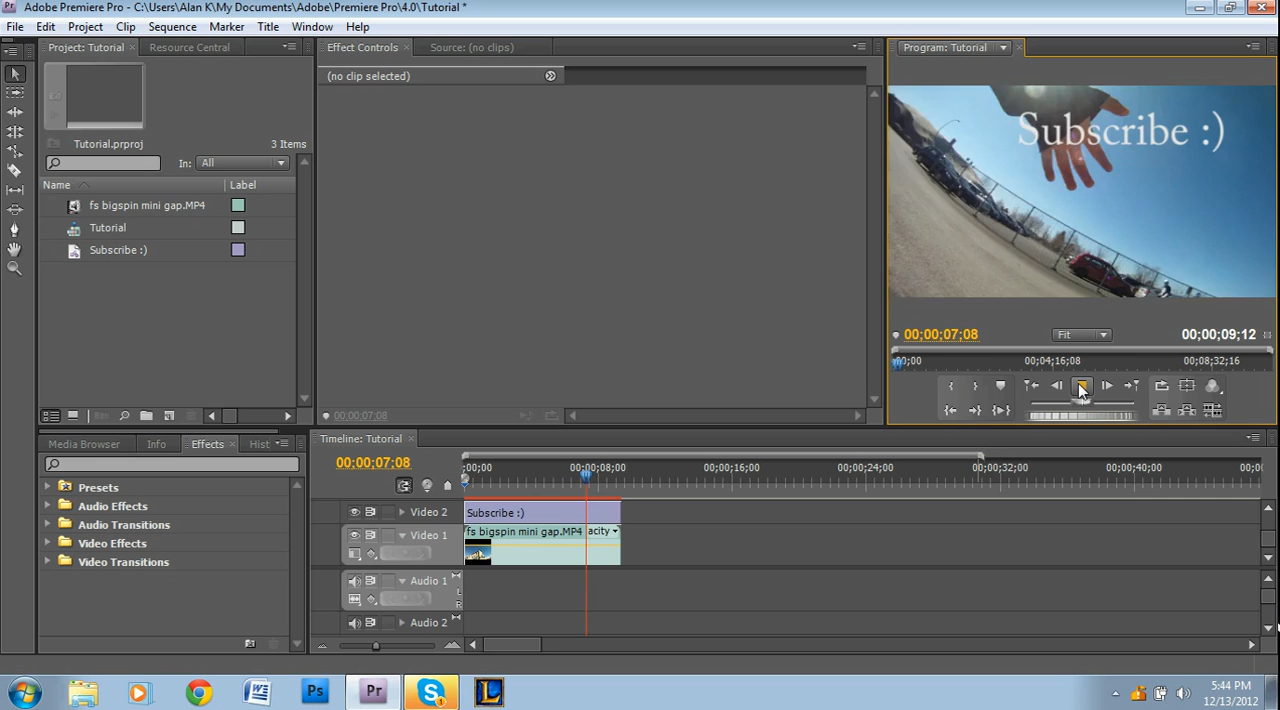 Adobe Premiere Pro - C:\Users\Alan K\My Documents\Adobe\Premiere Pro\4.0\Tutorial *
File Edit Project Clip Sequence Marker Title Window Help
Project: Tutorial Resource Central
Effect Controls Source: (no clips)
Program: Tutorial
(no clip selected)
Subscribe :)
Tutorial.prproj 3 Items
In: All
Name Label
fs bigspin mini gap.MP4
Tutorial
Subscribe :)
00;00;07;08 Fit 00;00;09;12
00;00 00;04;16;08 00;08;32;16
00;00;07;08
Media Browser Info Effects Hist
Timeline: Tutorial
00;00;07;08
;00;00 00;00;08;00 00;00;16;00 00;00;24;00 00;00;32;00 00;00;40;00 00;00
Presets
Audio Effects
Audio Transitions
Video Effects
Video Transitions
Video 2 Subscribe :)
Video 1 fs bigspin mini gap.MP4 acity
Audio 1
L
R
Audio 2
W Ps Pr S 1 L
5:44 PM
12/13/2012